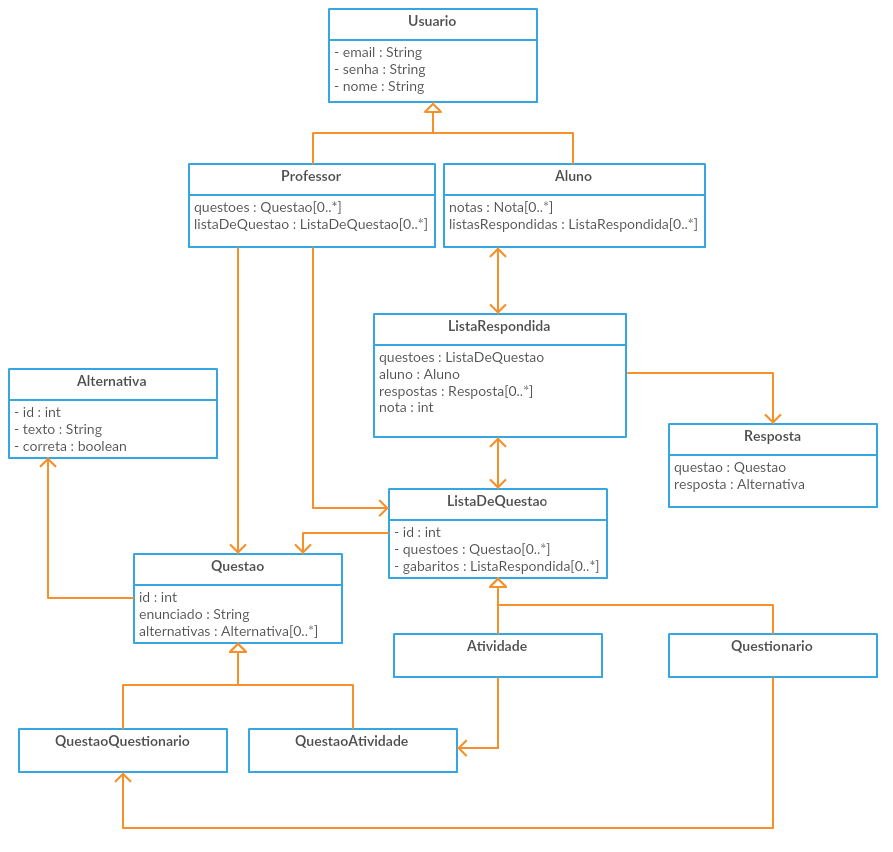 Usuario
- email : String
- senha : String
- nome : String
Professor
questoes : Questao[0..*]
listaDeQuestao : ListaDeQuestao[0..*]
Aluno
notas : Nota[0..*]
listasRespondidas : ListaRespondida[0..*]
ListaRespondida
questoes : ListaDeQuestao
aluno : Aluno
respostas : Resposta[0..*]
nota : int
Alternativa
- id : int
- texto : String
- correta : boolean
Resposta
questao : Questao
resposta : Alternativa
ListaDeQuestao
- id : int
- questoes : Questao[0..*]
- gabaritos : ListaRespondida[0..*]
Questao
id : int
enunciado : String
alternativas : Alternativa[0..*]
Atividade
Questionario
QuestaoQuestionario
QuestaoAtividade